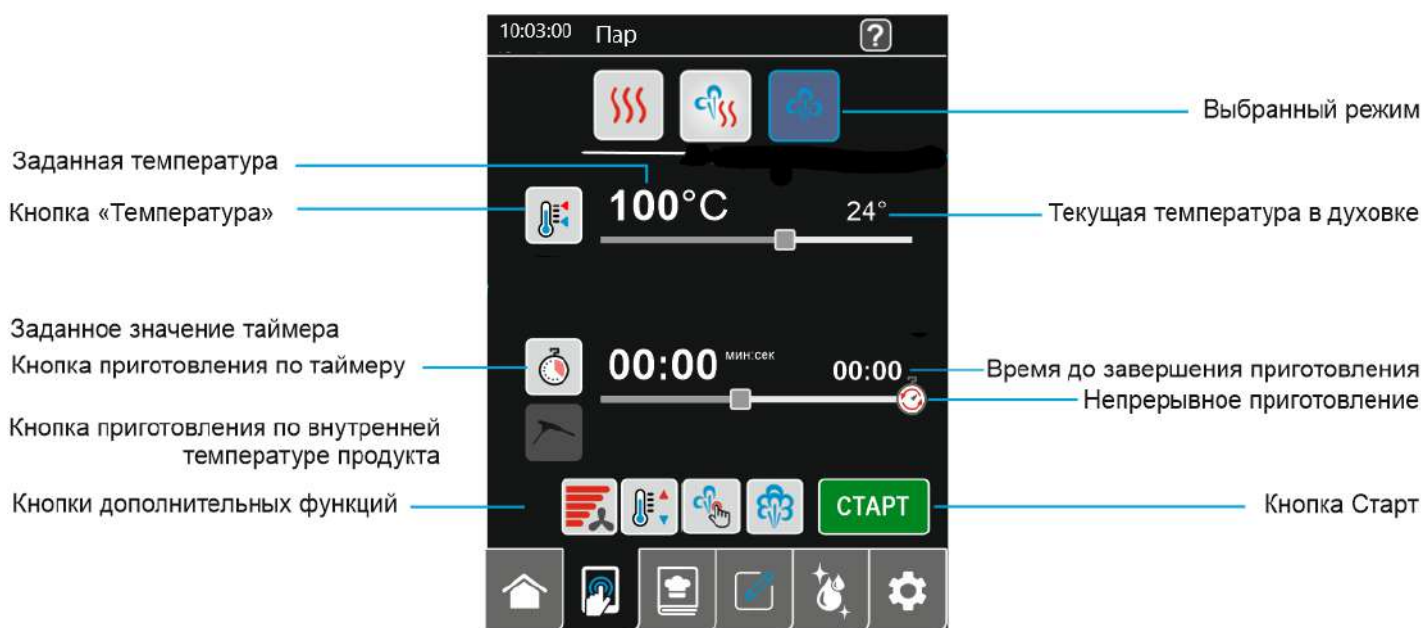 10:03:00 Пар ?
Выбранный режим
Заданная температура
Кнопка «Температура»
100°C
24°
Текущая температура в духовке
Заданное значение таймера
Кнопка приготовления по таймеру
00:00 мин:сек
00:00
Время до завершения приготовления
Непрерывное приготовление
Кнопка приготовления по внутренней
температуре продукта
Кнопки дополнительных функций
СТАРТ
Кнопка Старт